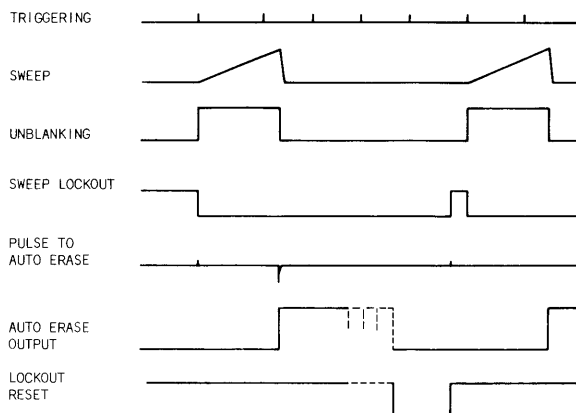 TRIGGERING
SWEEP
UNBLANKING
SWEEP LOCKOUT
PULSE TO
AUTO ERASE
AUTO ERASE
OUTPUT
LOCKOUT
RESET